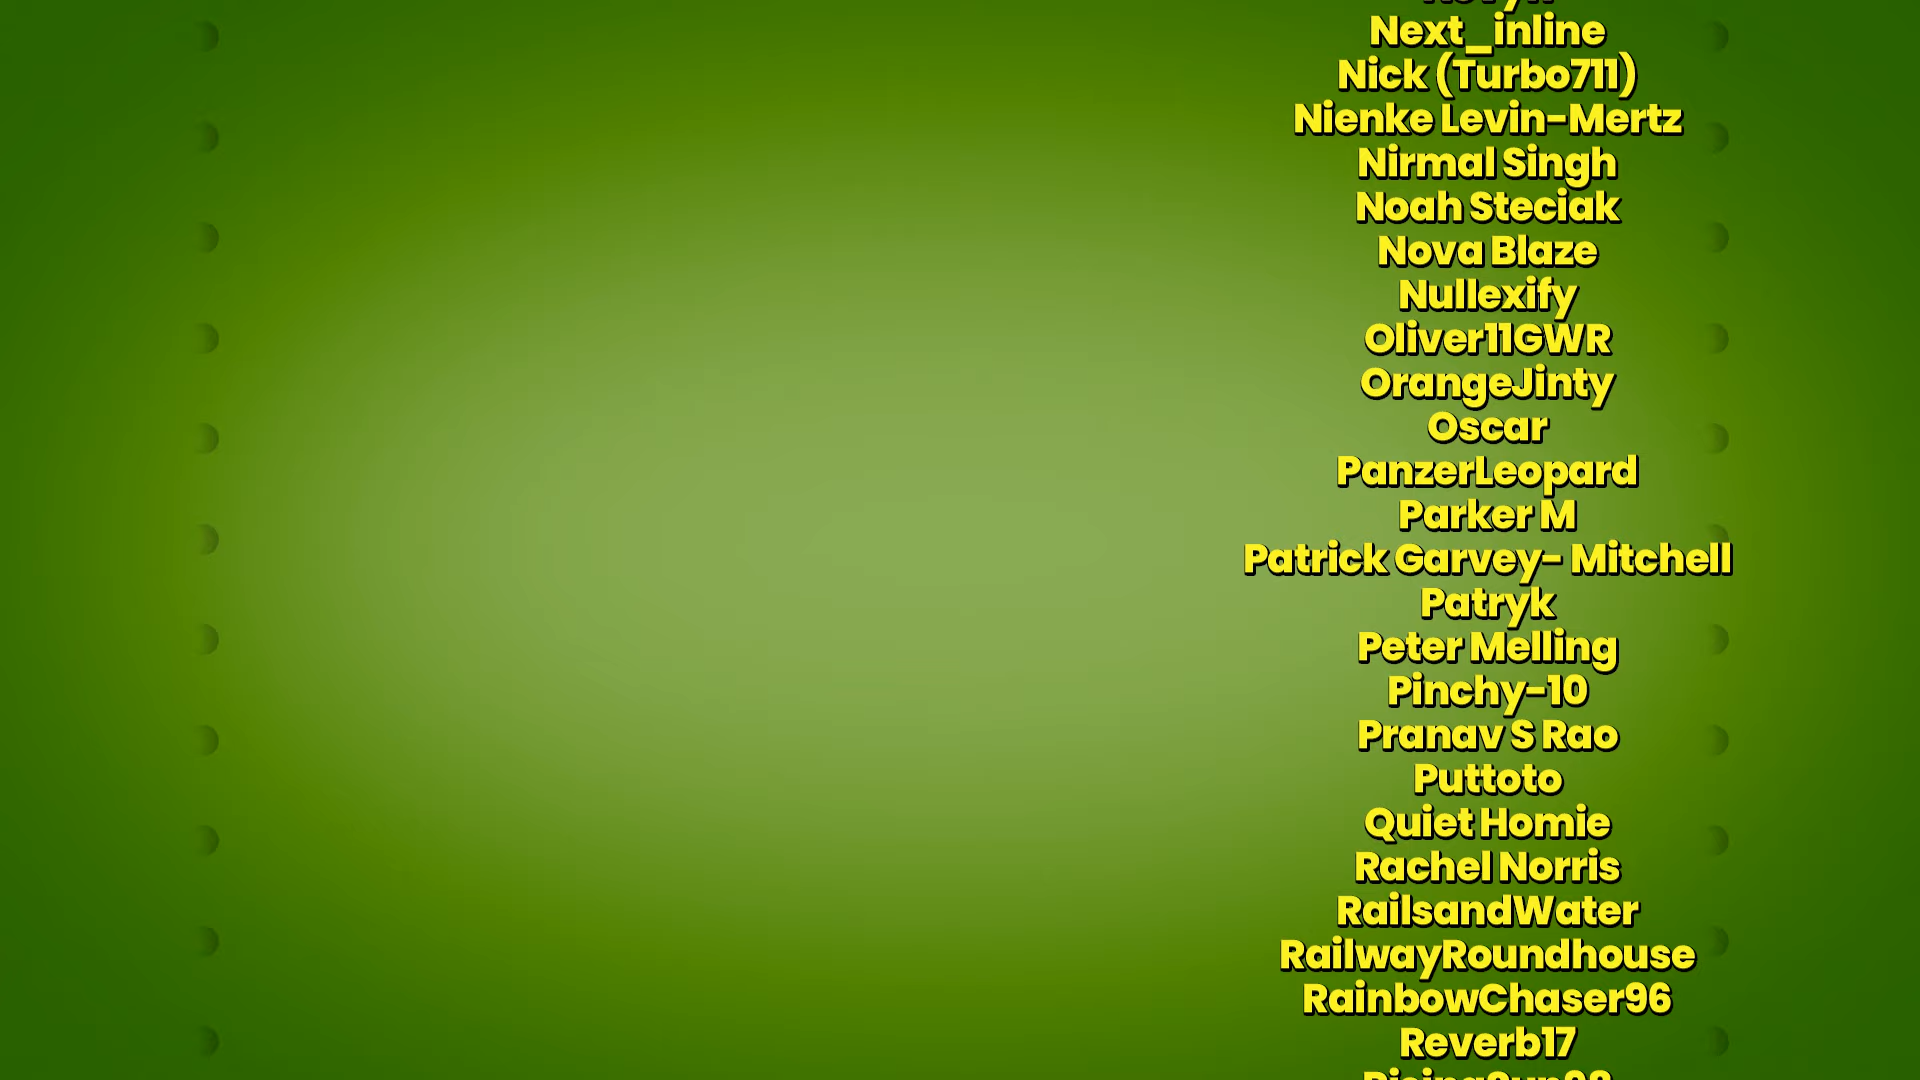 Next_inline
Nick (Turbo711)
Nienke Levin-Mertz
Nirmal Singh
Noah Steciak
Nova Blaze
Nullexify
Oliver11GWR
OrangeJinty
Oscar
PanzerLeopard
Parker M
Patrick Garvey- Mitchell
Patryk
Peter Melling
Pinchy-10
Pranav S Rao
Puttoto
Quiet Homie
Rachel Norris
RailsandWater
RailwayRoundhouse
RainbowChaser96
Reverb17